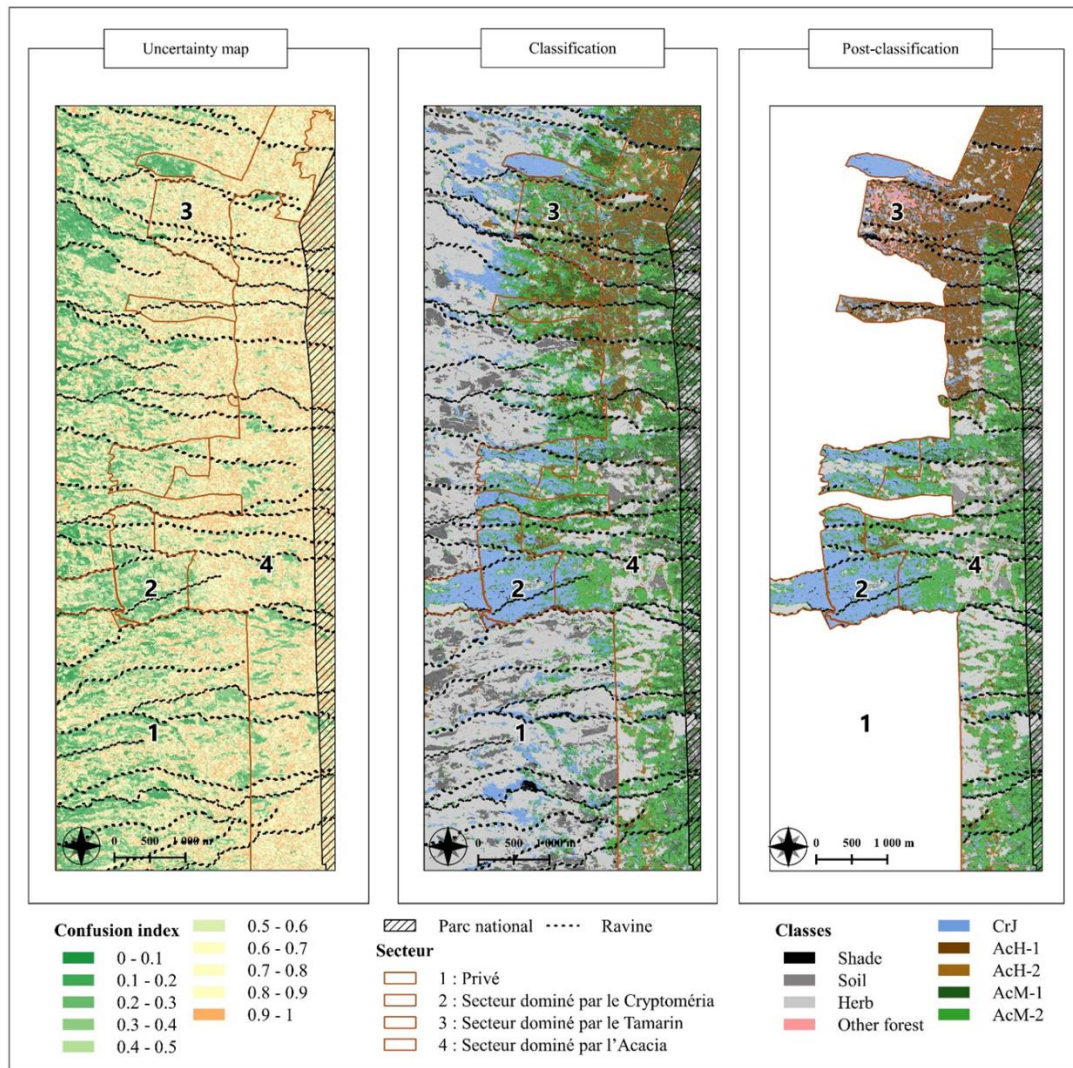 Uncertainty map
Classification
Post-classification
3
2
4
1
0 500 1 000 m
3
2
4
1
0 500 1 000 m
3
2
4
1
0 500 1 000 m
Confusion index
0 - 0.1
0.1 - 0.2
0.2 - 0.3
0.3 - 0.4
0.4 - 0.5
0.5 - 0.6
0.6 - 0.7
0.7 - 0.8
0.8 - 0.9
0.9 - 1
Parc national
Ravine
Secteur
1 : Privé
2 : Secteur dominé par le Cryptoméria
3 : Secteur dominé par le Tamarin
4 : Secteur dominé par l'Acacia
Classes
Shade
Soil
Herb
Other forest
CrJ
AcH-1
AcH-2
AcM-1
AcM-2